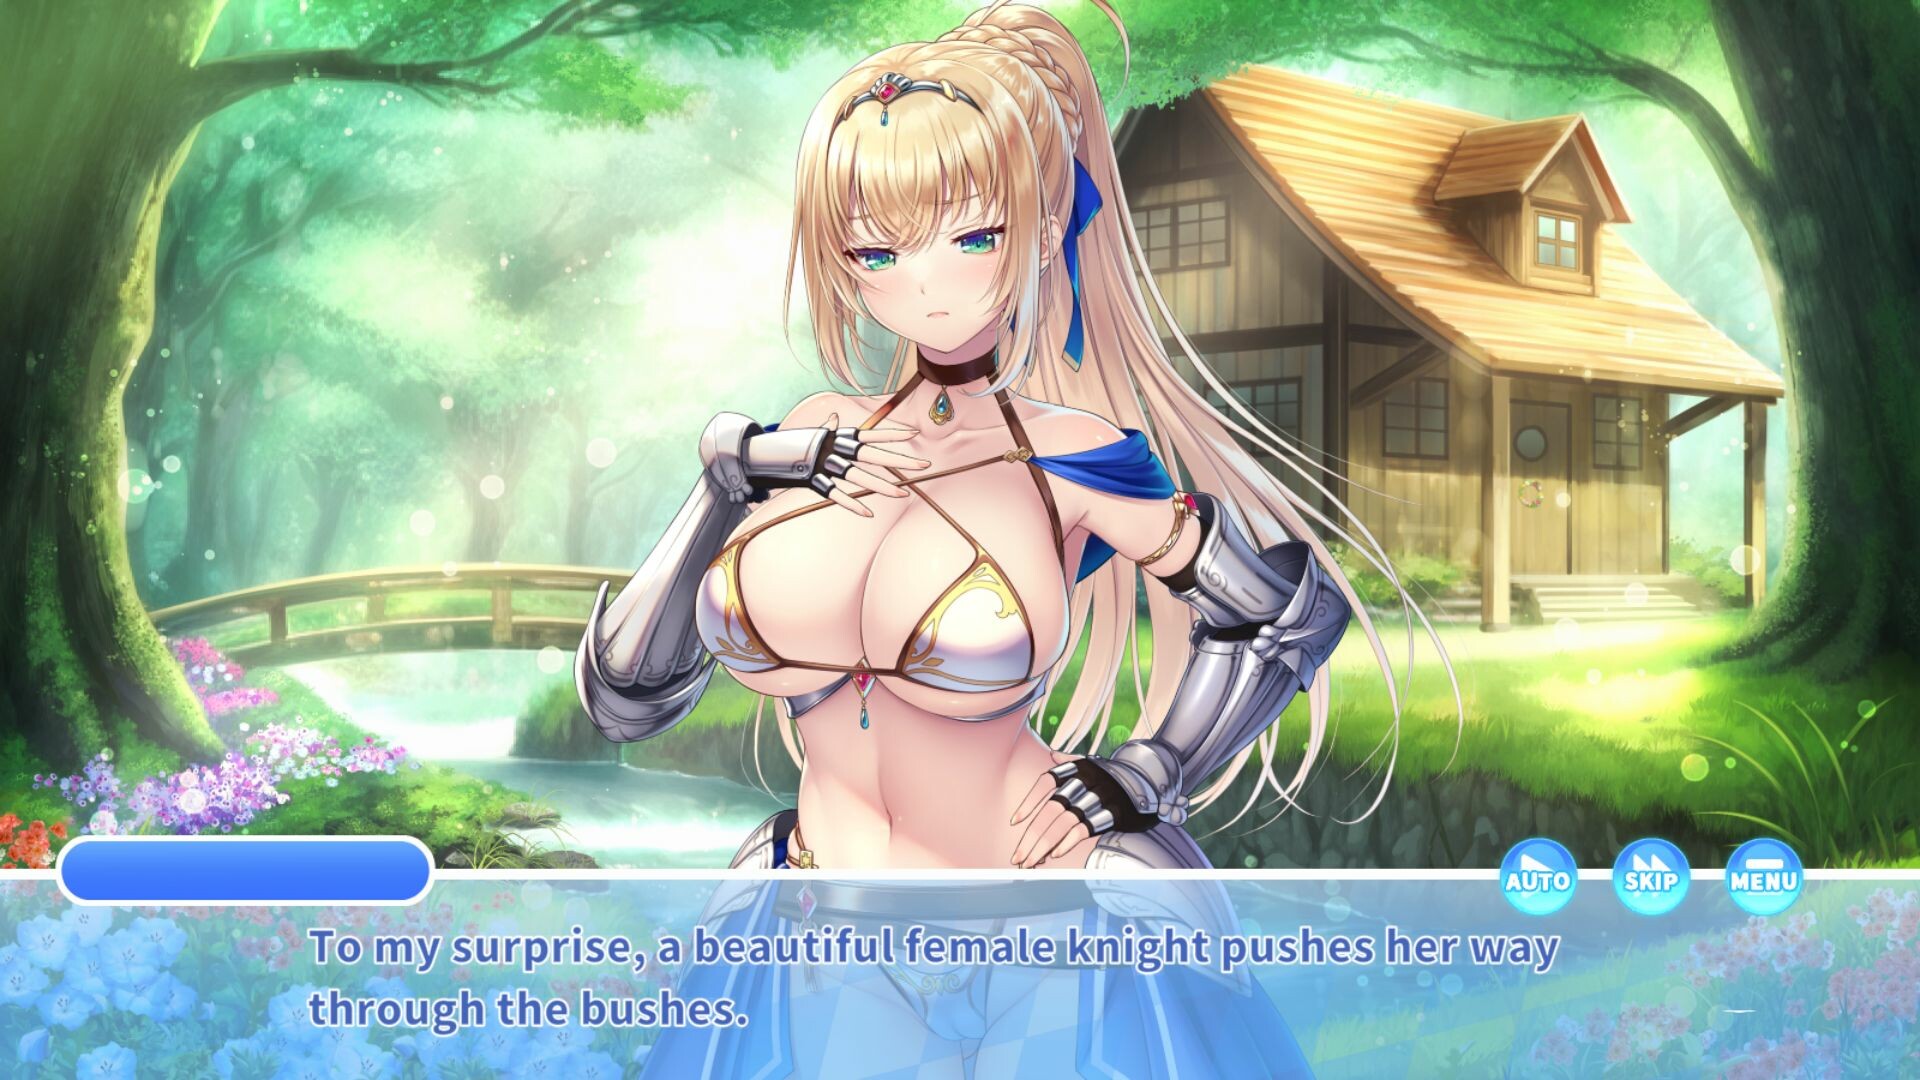 AUTO
SKIP
MENU
To my surprise, a beautiful female knight pushes her way
through the bushes.